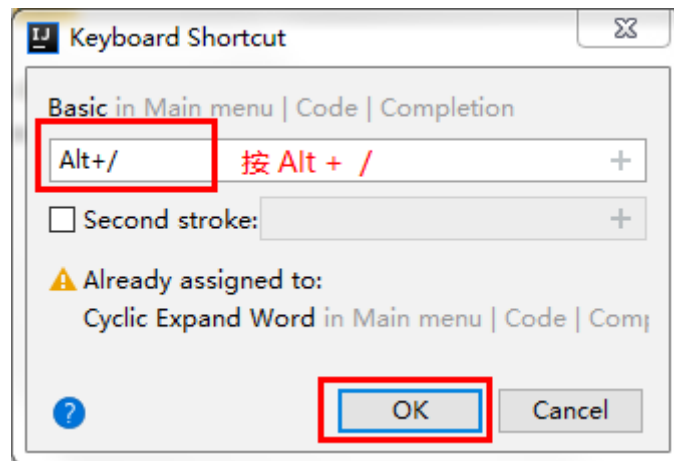 IJ Keyboard Shortcut
Basic in Main menu | Code | Completion
Alt+/ 按 Alt + /
Second stroke:
Already assigned to:
Cyclic Expand Word in Main menu | Code |
? OK Cancel